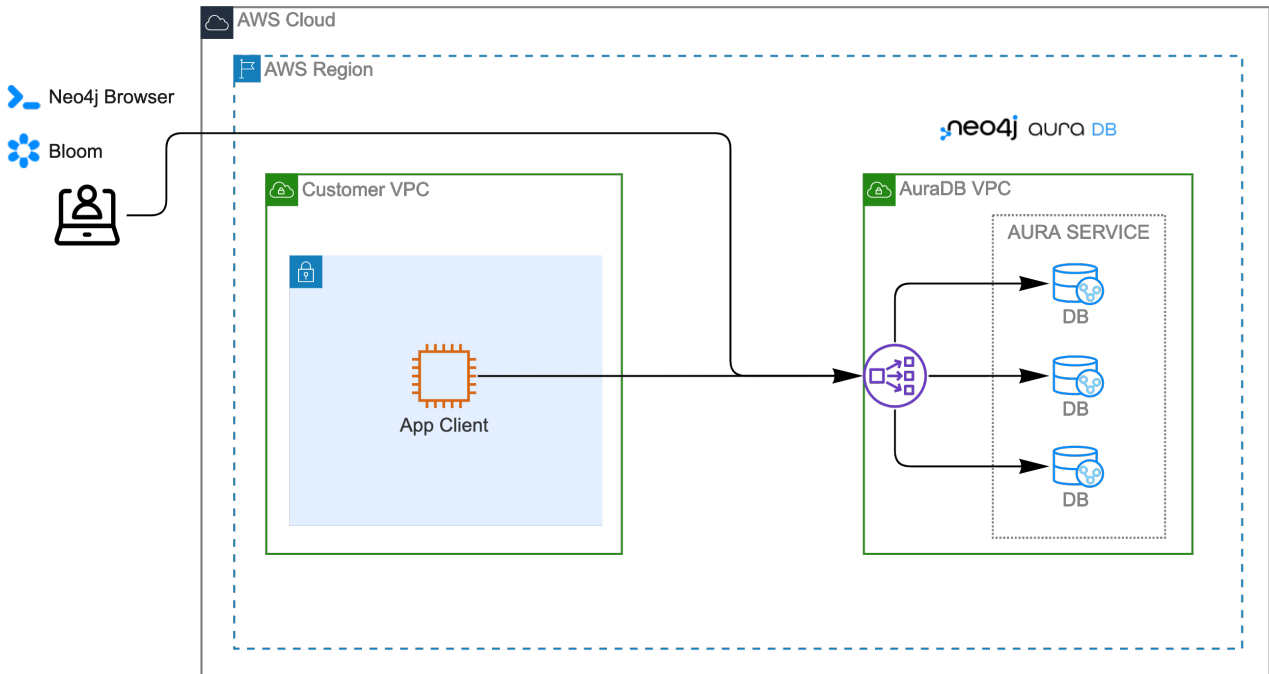 AWS Cloud
AWS Region
Neo4j Browser
Bloom
neo4j aura DB
Customer VPC
AuraDB VPC
AURA SERVICE
DB
DB
DB
App Client